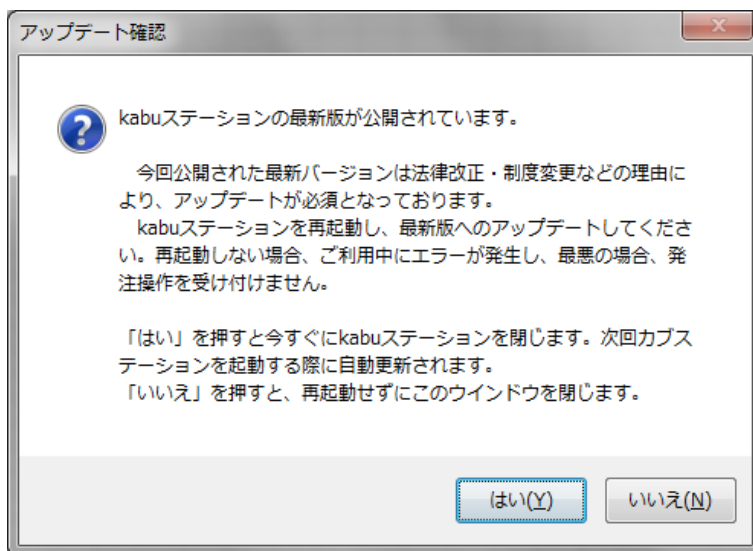 アップデート確認
kabuステーションの最新版が公開されています。
今回公開された最新バージョンは法律改正・制度変更などの理由に
より、アップデートが必須となっております。
kabuステーションを再起動し、最新版へのアップデートしてくださ
い。再起動しない場合、ご利用中にエラーが発生し、最悪の場合、発
注操作を受け付けません。
「はい」を押すと今すぐにkabuステーションを閉じます。次回カブス
テーションを起動する際に自動更新されます。
「いいえ」を押すと、再起動せずにこのウインドウを閉じます。
はい(Y)
いいえ(N)